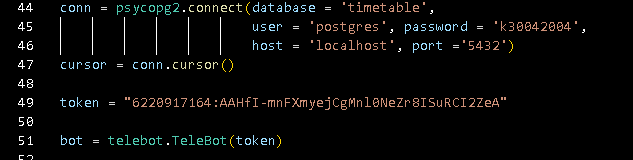 44 conn = psycopg2.connect(database = 'timetable',
45 user = 'postgres', password = 'k30042004',
46 host = 'localhost', port ='5432')
47 cursor = conn.cursor()
48
49 token = "6220917164:AAHfI-mnFXmyejCgMnl0NeZr8ISuRCI2ZeA"
50
51 bot = telebot.TeleBot(token)